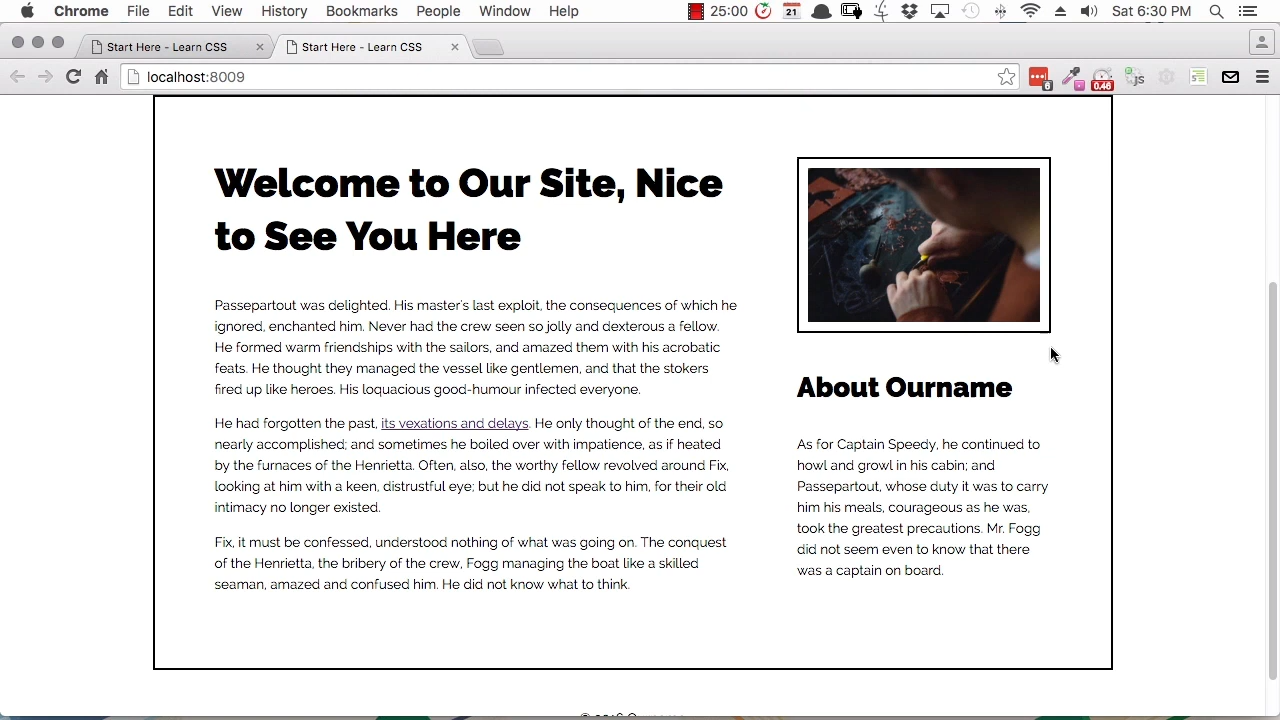 Chrome File Edit View History Bookmarks People Window Help 25:00 21 Sat 6:30 PM
Start Here - Learn CSS Start Here - Learn CSS
localhost:8009 6 0.46 JS
Welcome to Our Site, Nice
to See You Here
Passepartout was delighted. His master's last exploit, the consequences of which he
ignored, enchanted him. Never had the crew seen so jolly and dexterous a fellow.
He formed warm friendships with the sailors, and amazed them with his acrobatic
feats. He thought they managed the vessel like gentlemen, and that the stokers
fired up like heroes. His loquacious good-humour infected everyone.
He had forgotten the past, its vexations and delays. He only thought of the end, so
nearly accomplished; and sometimes he boiled over with impatience, as if heated
by the furnaces of the Henrietta. Often, also, the worthy fellow revolved around Fix,
looking at him with a keen, distrustful eye; but he did not speak to him, for their old
intimacy no longer existed.
Fix, it must be confessed, understood nothing of what was going on. The conquest
of the Henrietta, the bribery of the crew, Fogg managing the boat like a skilled
seaman, amazed and confused him. He did not know what to think.
About Ourname
As for Captain Speedy, he continued to
howl and growl in his cabin; and
Passepartout, whose duty it was to carry
him his meals, courageous as he was,
took the greatest precautions. Mr. Fogg
did not seem even to know that there
was a captain on board.